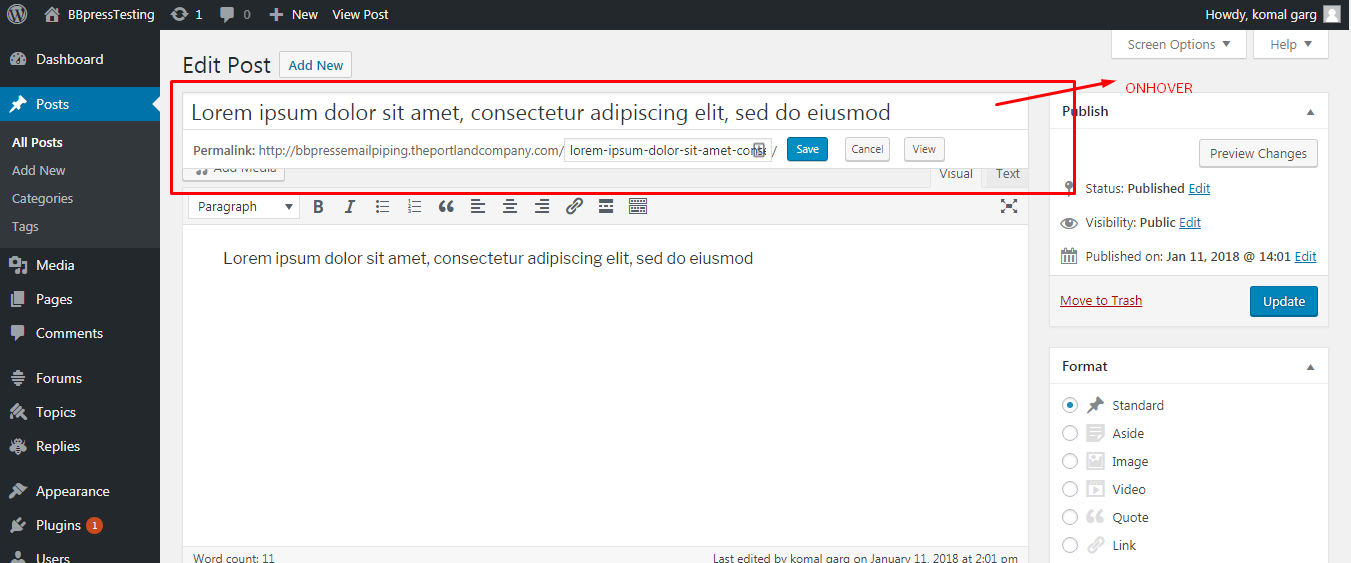 BBpressTesting 1 0 New View Post Howdy, komal garg
Screen Options Help
Dashboard
Posts
All Posts
Add New
Categories
Tags
Media
Pages
Comments
Forums
Topics
Replies
Appearance
Plugins 1
Users
Edit Post Add New
ONHOVER
Lorem ipsum dolor sit amet, consectetur adipiscing elit, sed do eiusmod
Permalink: http://bbpressemailpiping.theportlandcompany.com/lorem-ipsum-dolor-sit-amet-conse / Save Cancel View
Add Media Visual Text
Paragraph B I
Lorem ipsum dolor sit amet, consectetur adipiscing elit, sed do eiusmod
Word count: 11 Last edited by komal garg on January 11, 2018 at 2:01 pm
Publish
Preview Changes
Status: Published Edit
Visibility: Public Edit
Published on: Jan 11, 2018 @ 14:01 Edit
Move to Trash Update
Format
Standard
Aside
Image
Video
Quote
Link